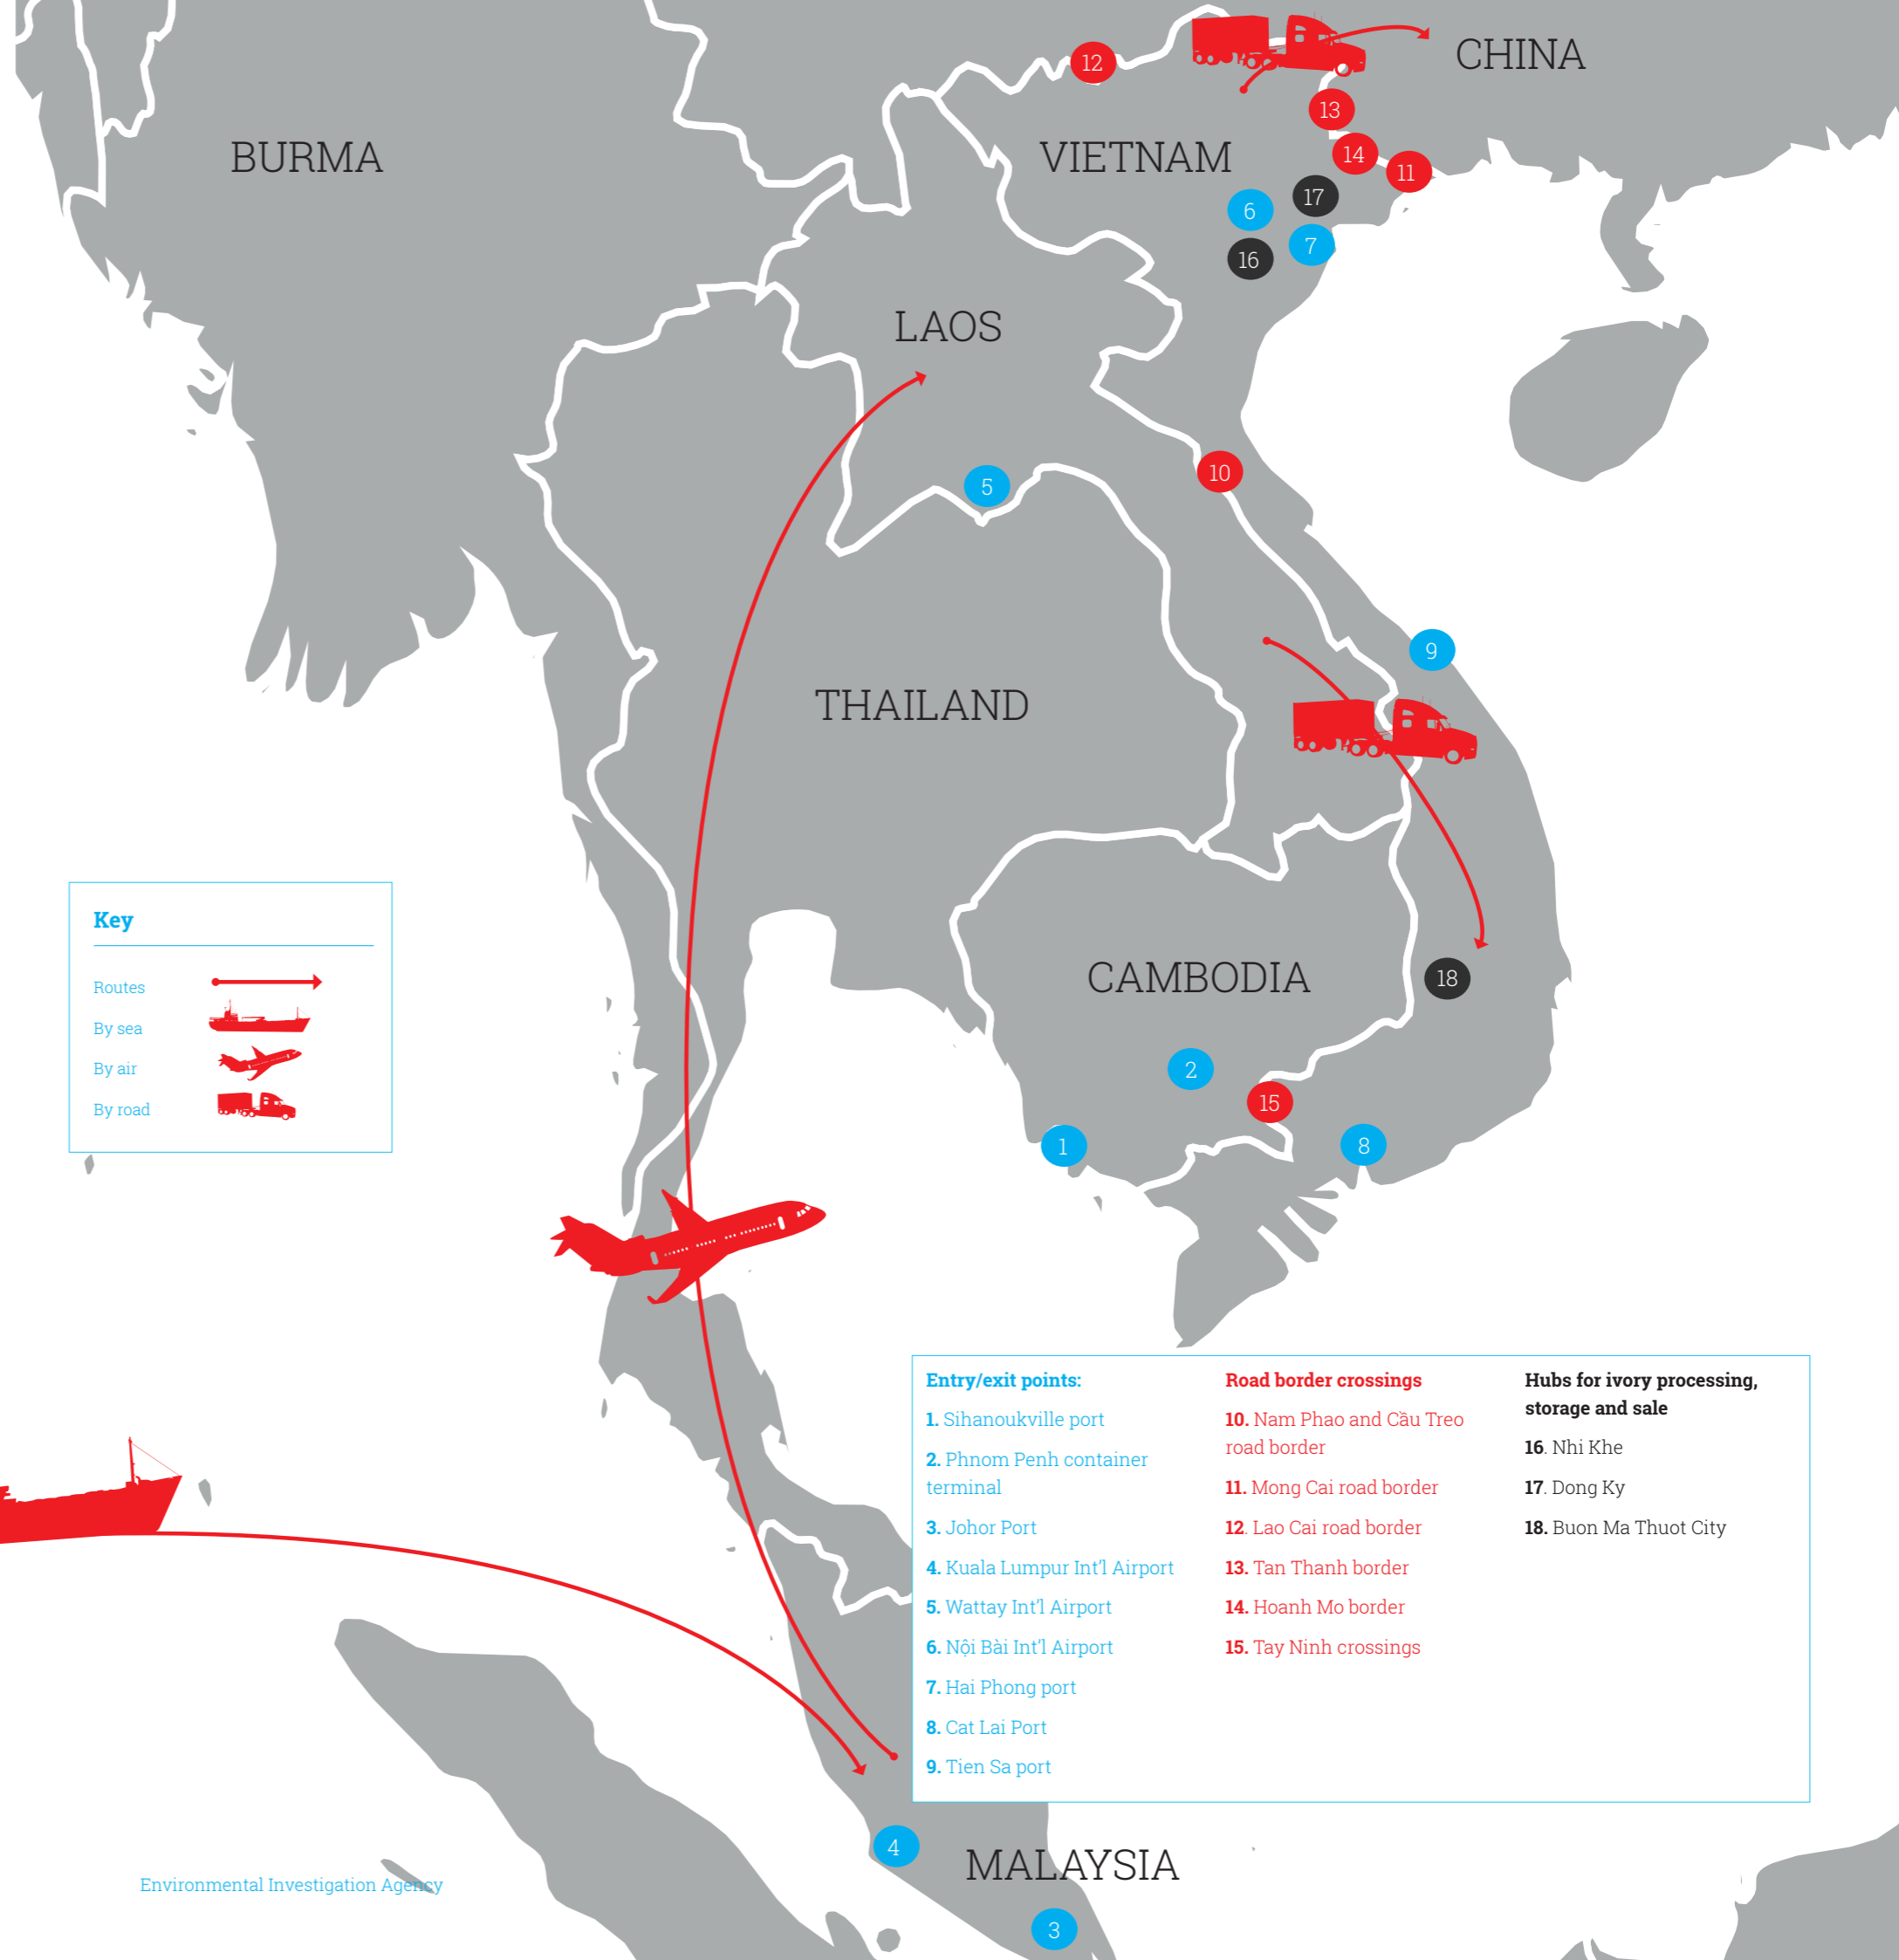 CHINA
12
13
BURMA
VIETNAM
14
11
17
6
7
16
LAOS
10
5
9
THAILAND
Key
Routes
By sea
By air
By road
CAMBODIA
18
2
15
1
8
Entry/exit points:
1. Sihanoukville port
2. Phnom Penh container
terminal
3. Johor Port
4. Kuala Lumpur Int'l Airport
5. Wattay Int'l Airport
6. Nội Bài Int'l Airport
7. Hai Phong port
8. Cat Lai Port
9. Tien Sa port
Road border crossings
10. Nam Phao and Cầu Treo
road border
11. Mong Cai road border
12. Lao Cai road border
13. Tan Thanh border
14. Hoanh Mo border
15. Tay Ninh crossings
Hubs for ivory processing,
storage and sale
16. Nhi Khe
17. Dong Ky
18. Buon Ma Thuot City
4
MALAYSIA
3
Environmental Investigation Agency